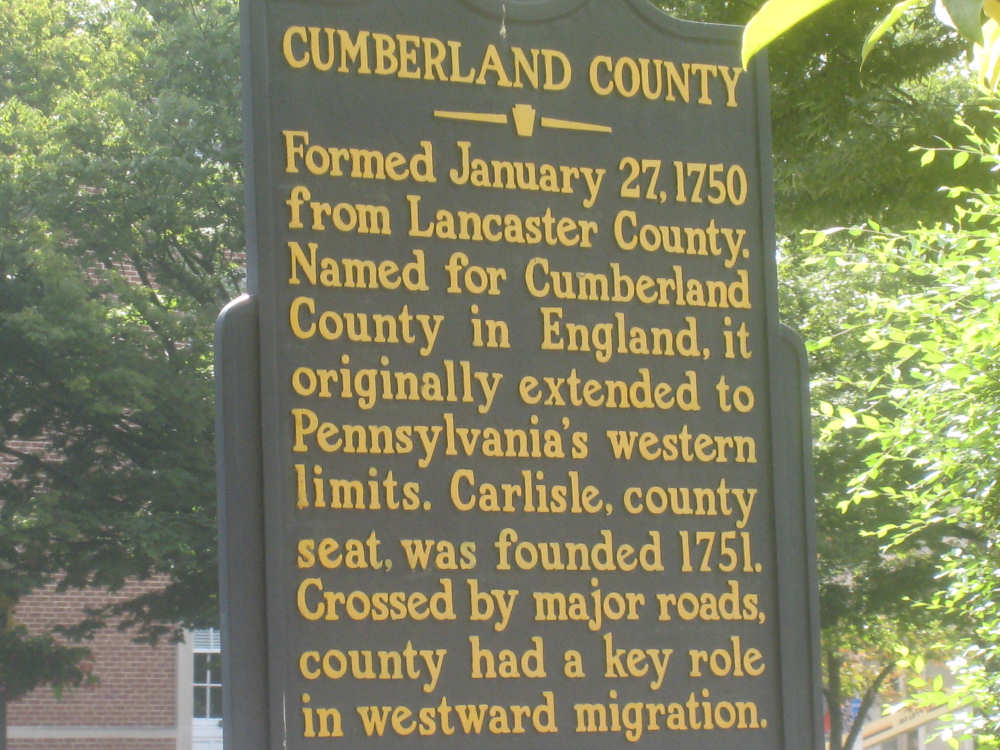 CUMBERLAND COUNTY
Formed January 27, 1750
from Lancaster County.
Named for Cumberland
County in England, it
originally extended to
Pennsylvania's western
limits. Carlisle, county
seat, was founded 1751.
Crossed by major roads,
county had a key role
in westward migration.